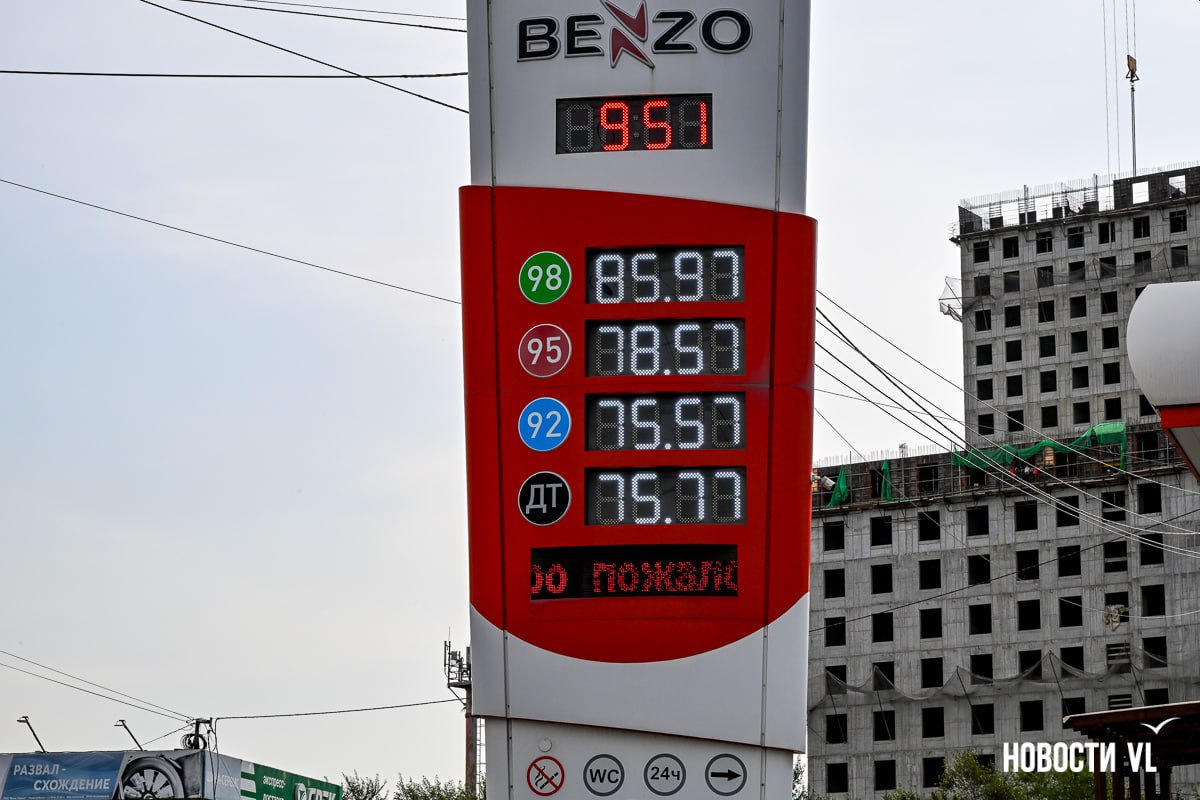 BENZO
9:51
98 85.97
95 78.57
92 75.57
ДТ 75.77
ро пожало
WC 24ч
РАЗВАЛ-
СХОЖДЕНИЕ
НОВОСТИ VL